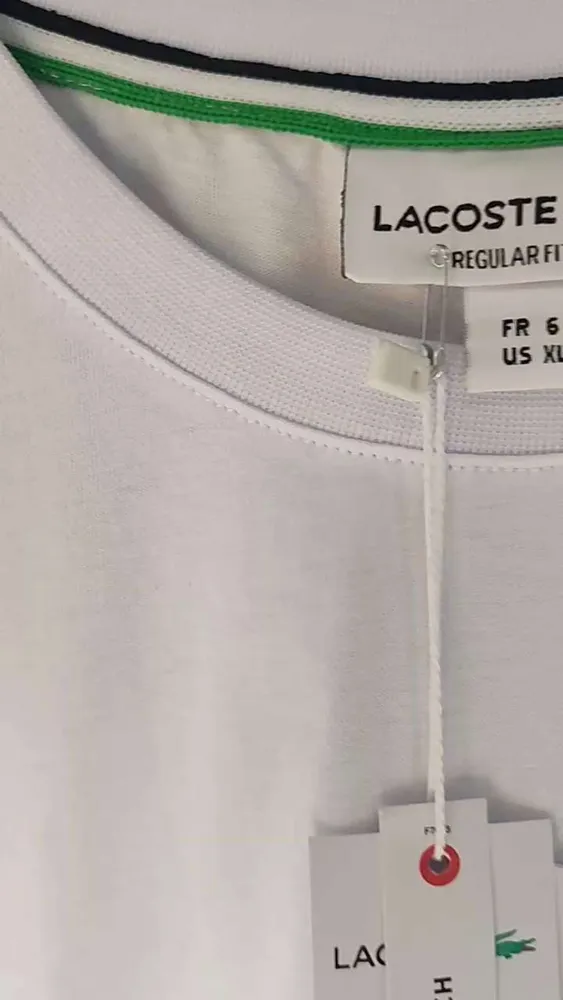 LACOSTE
REGULAR FI
FR 6
US XL
LAC
H